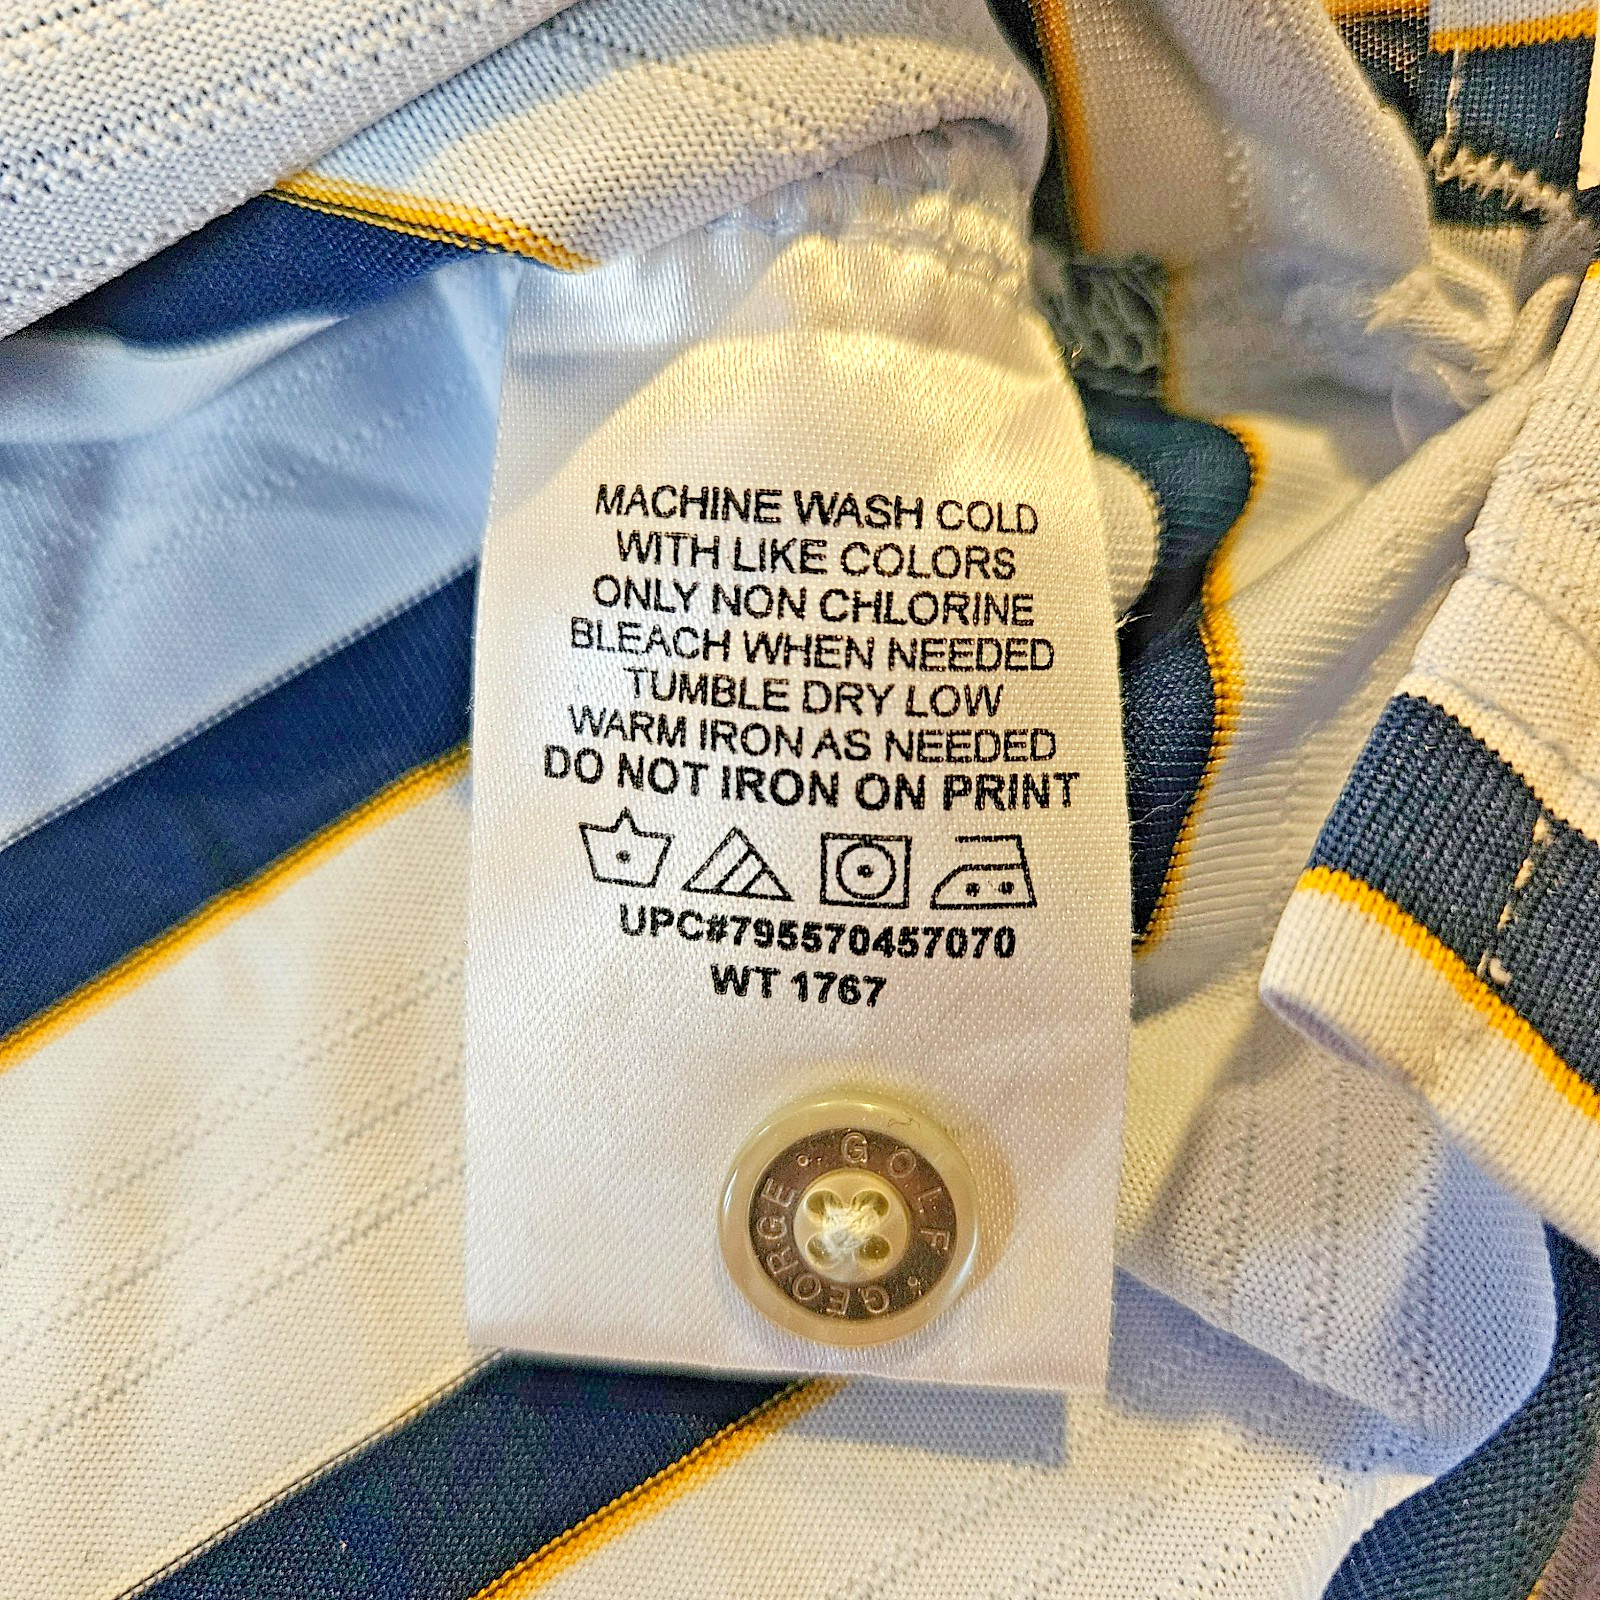 MACHINE WASH COLD
WITH LIKE COLORS
ONLY NON CHLORINE
BLEACH WHEN NEEDED
TUMBLE DRY LOW
WARM IRON AS NEEDED
DO NOT IRON ON PRINT
UPC#795570457070
WT 1767
GEORGE GOLF